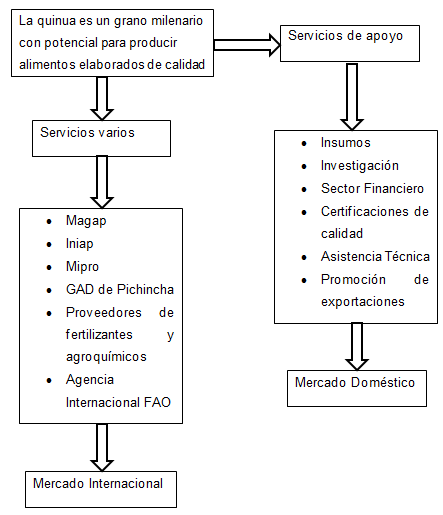 La quinua es un grano milenario
con potencial para producir
alimentos elaborados de calidad
Servicios de apoyo
Servicios varios
• Insumos
• Investigación
• Sector Financiero
• Certificaciones de
calidad
• Asistencia Técnica
• Promoción de
exportaciones
• Magap
• Iniap
• Mipro
• GAD de Pichincha
• Proveedores de
fertilizantes y
agroquímicos
• Agencia
Internacional FAO
Mercado Doméstico
Mercado Internacional